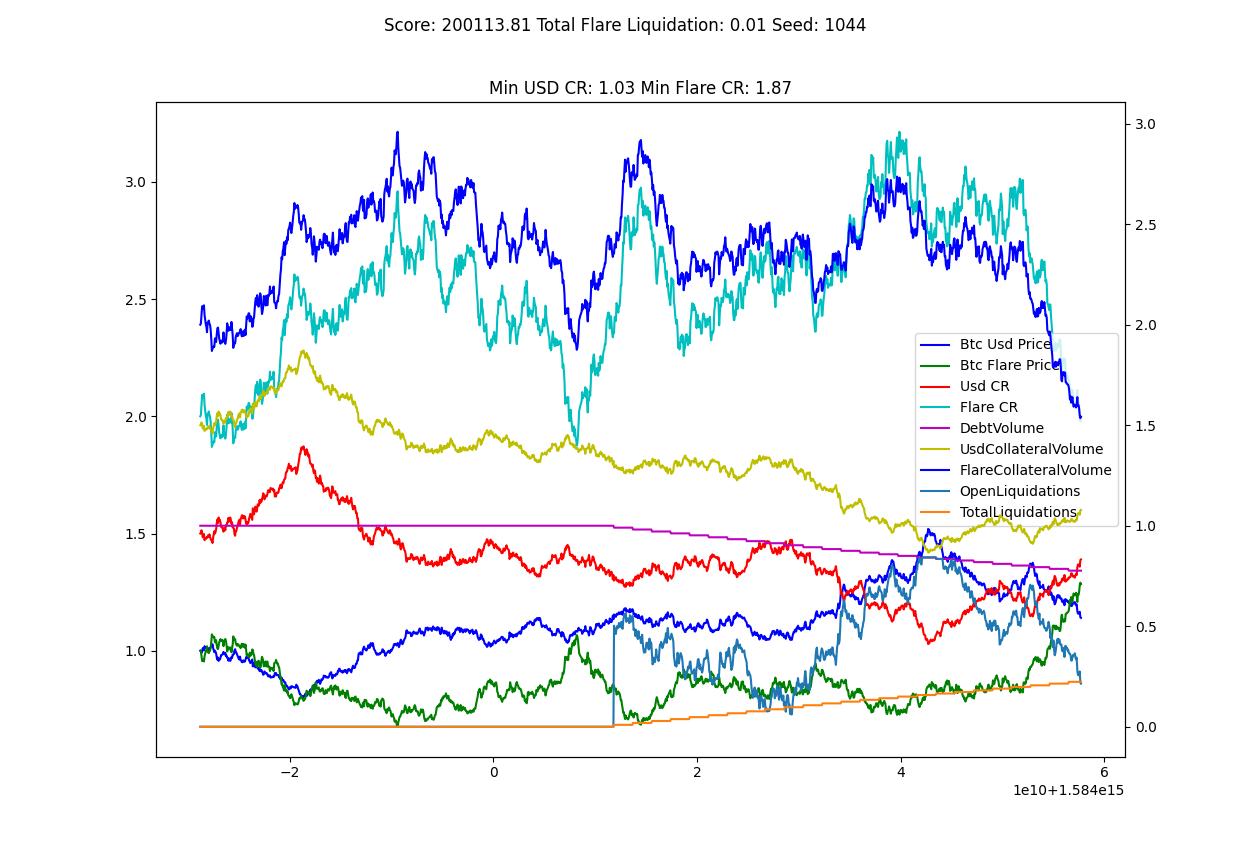 Score: 200113.81 Total Flare Liquidation: 0.01 Seed: 1044
Min USD CR: 1.03 Min Flare CR: 1.87
3.0
2.5
2.0
1.5
1.0
3.0
2.5
2.0
1.5
1.0
0.5
0.0
Btc Usd Price
Btc Flare Price
Usd CR
Flare CR
DebtVolume
UsdCollateralVolume
FlareCollateralVolume
OpenLiquidations
TotalLiquidations
−2 0 2 4 6
1e10+1.584e15